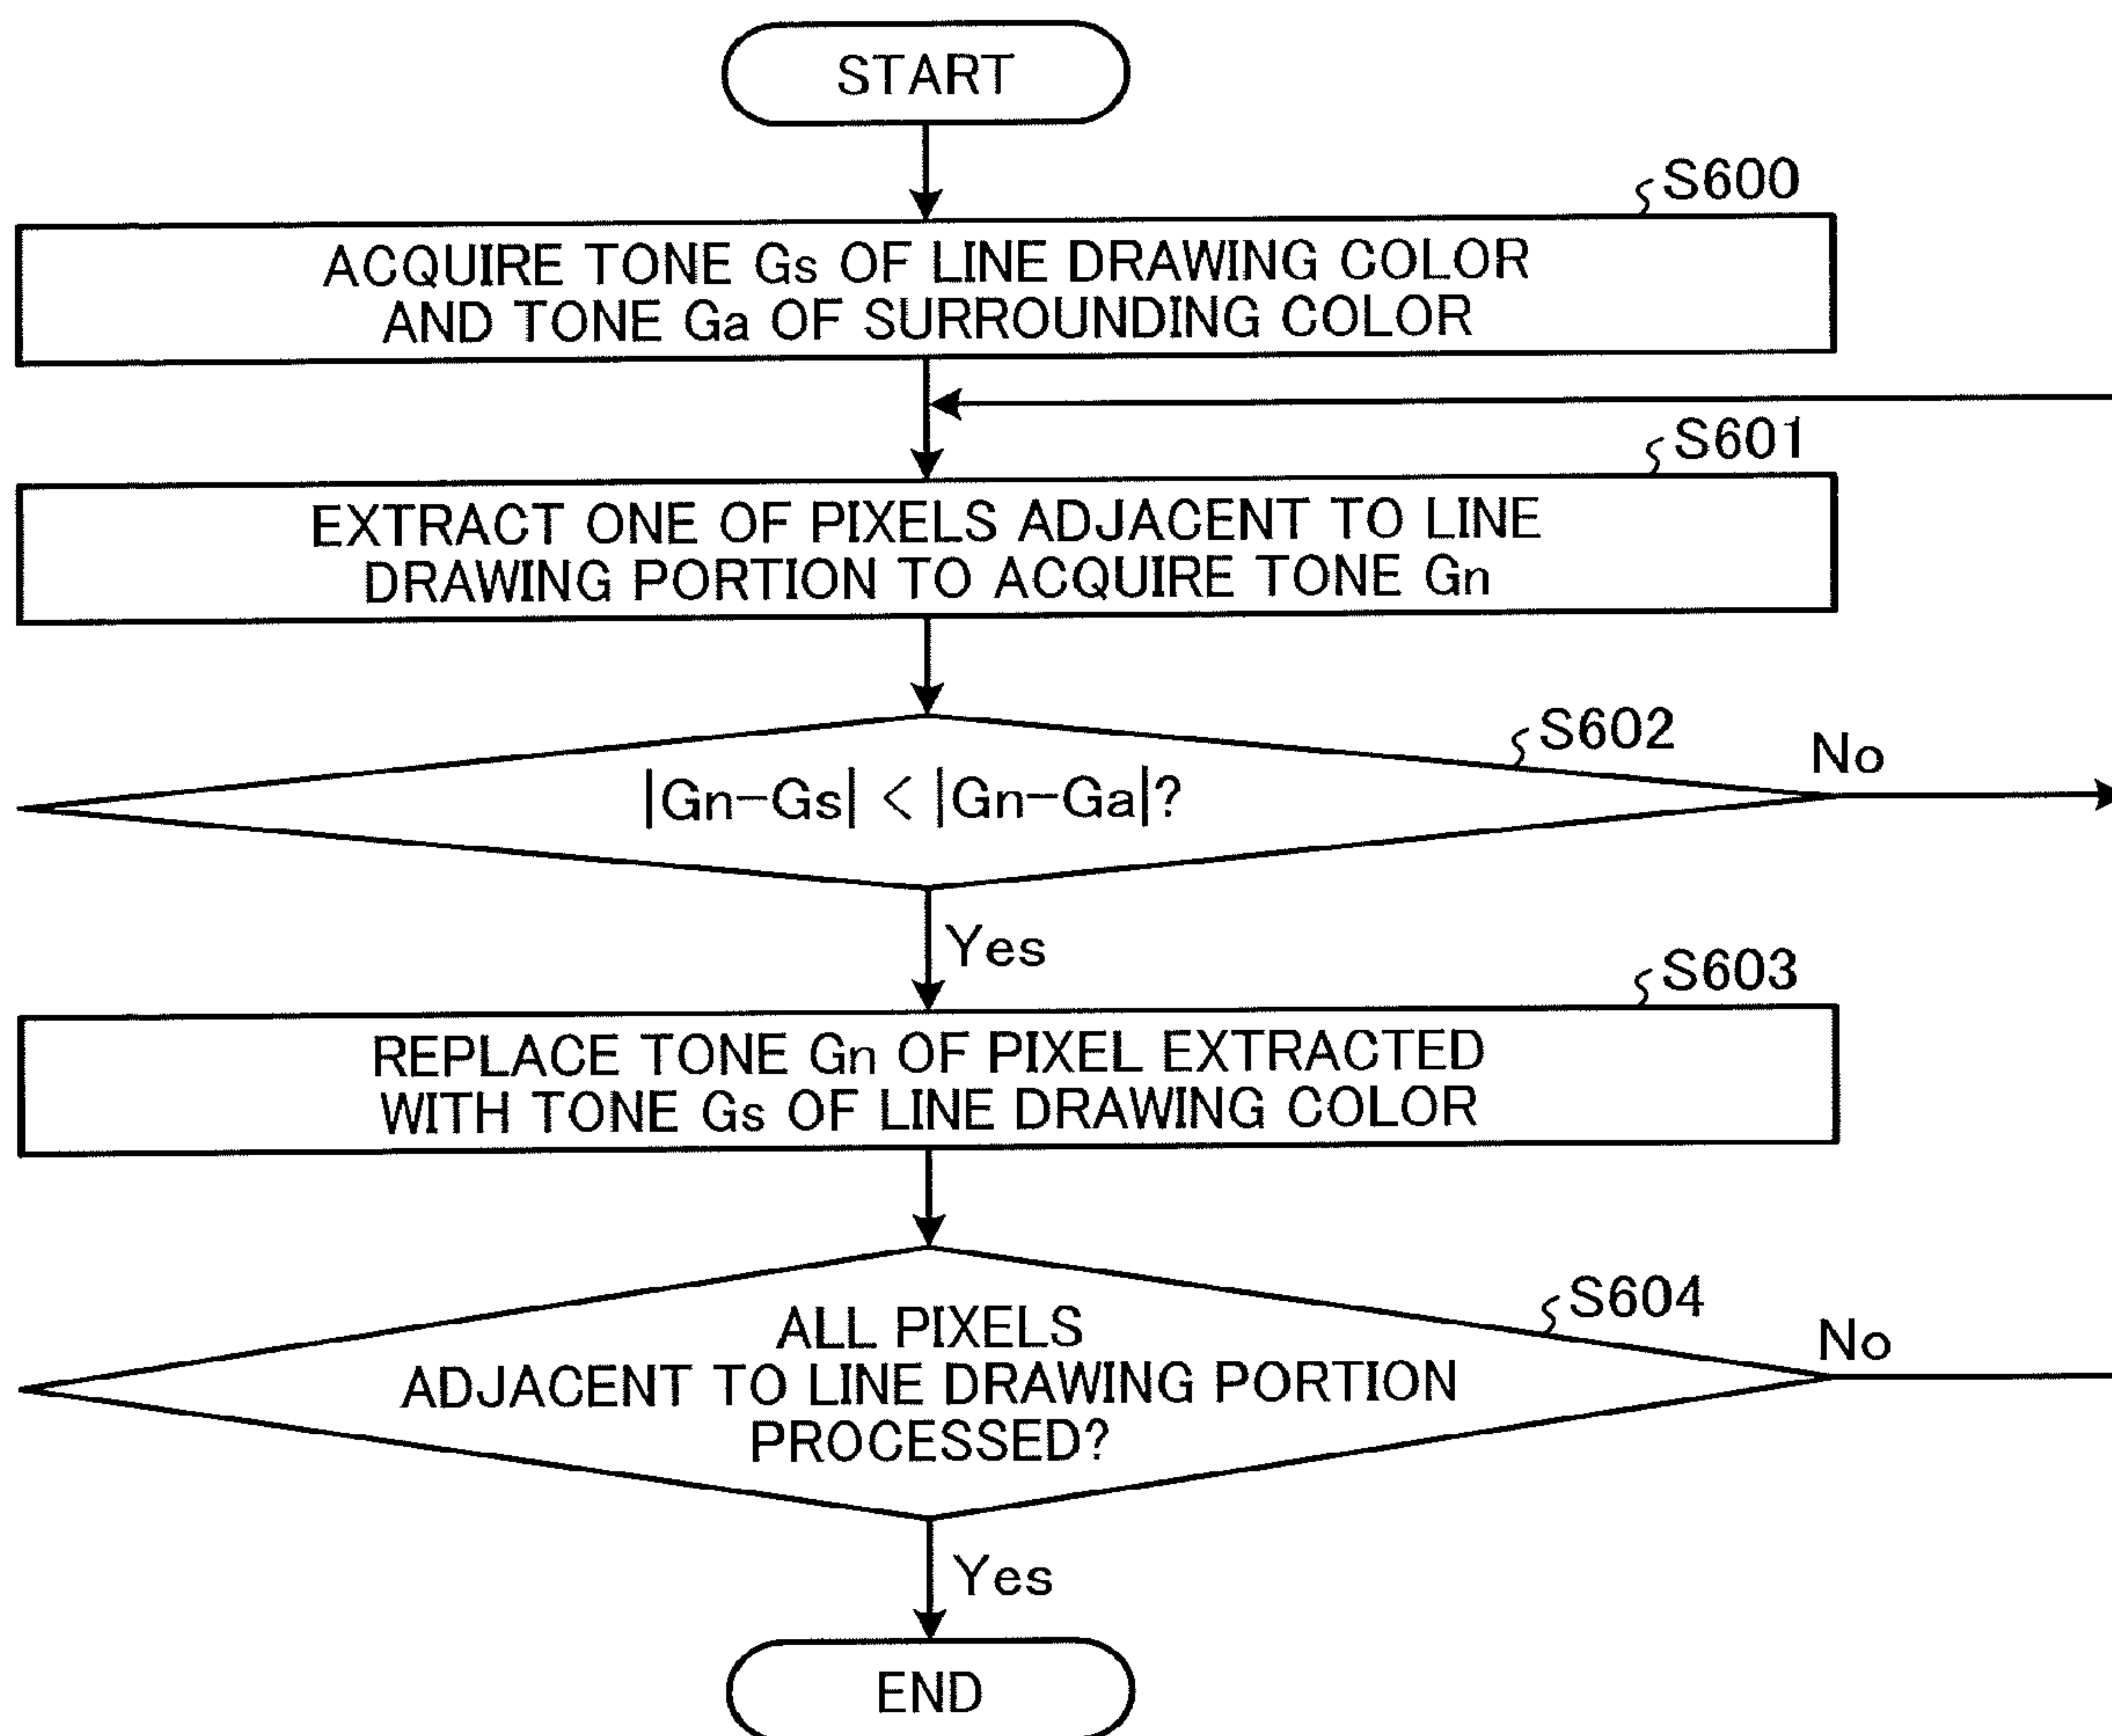 START
S600
ACQUIRE TONE Gs OF LINE DRAWING COLOR
AND TONE Ga OF SURROUNDING COLOR
S601
EXTRACT ONE OF PIXELS ADJACENT TO LINE
DRAWING PORTION TO ACQUIRE TONE Gn
S602
No
|Gn-Gs| < |Gn-Ga|?
Yes
S603
REPLACE TONE Gn OF PIXEL EXTRACTED
WITH TONE Gs OF LINE DRAWING COLOR
S604
No
ALL PIXELS
ADJACENT TO LINE DRAWING PORTION
PROCESSED?
Yes
END